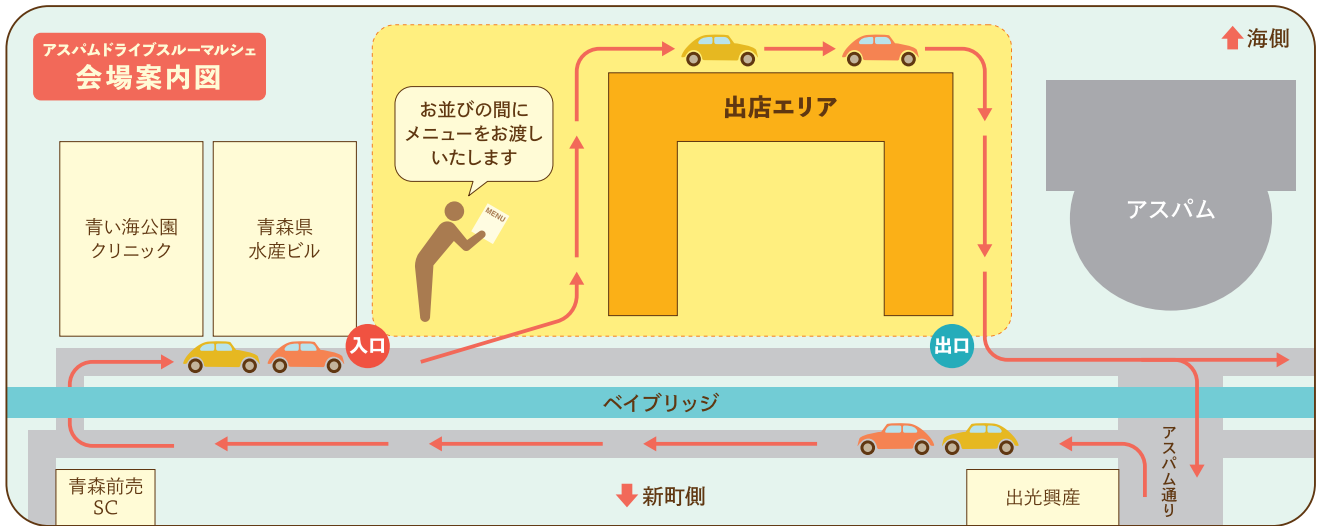 アスパムドライブスルーマルシェ
会場案内図
海側
お並びの間に
メニューをお渡し
いたします
MENU
出店エリア
アスパム
青い海公園
クリニック
青森県
水産ビル
入口
出口
ベイブリッジ
アスパム通り
青森前売
SC
新町側
出光興産